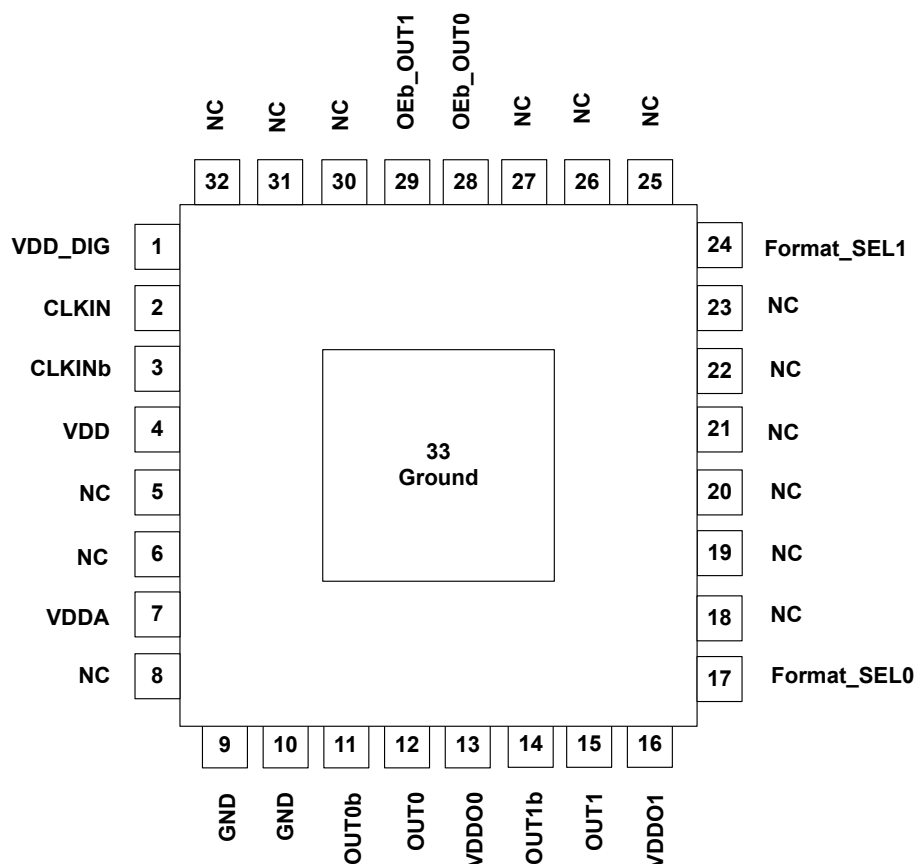 NC NC NC OEb_OUT1 OEb_OUT0 NC NC NC
32 31 30 29 28 27 26 25
VDD_DIG 1 24 Format_SEL1
CLKIN 2 23 NC
CLKINb 3 22 NC
VDD 4 21 NC
33
Ground
NC 5 20 NC
NC 6 19 NC
VDDA 7 18 NC
NC 8 17 Format_SEL0
9 10 11 12 13 14 15 16
GND GND OUT0b OUT0 VDDO0 OUT1b OUT1 VDDO1